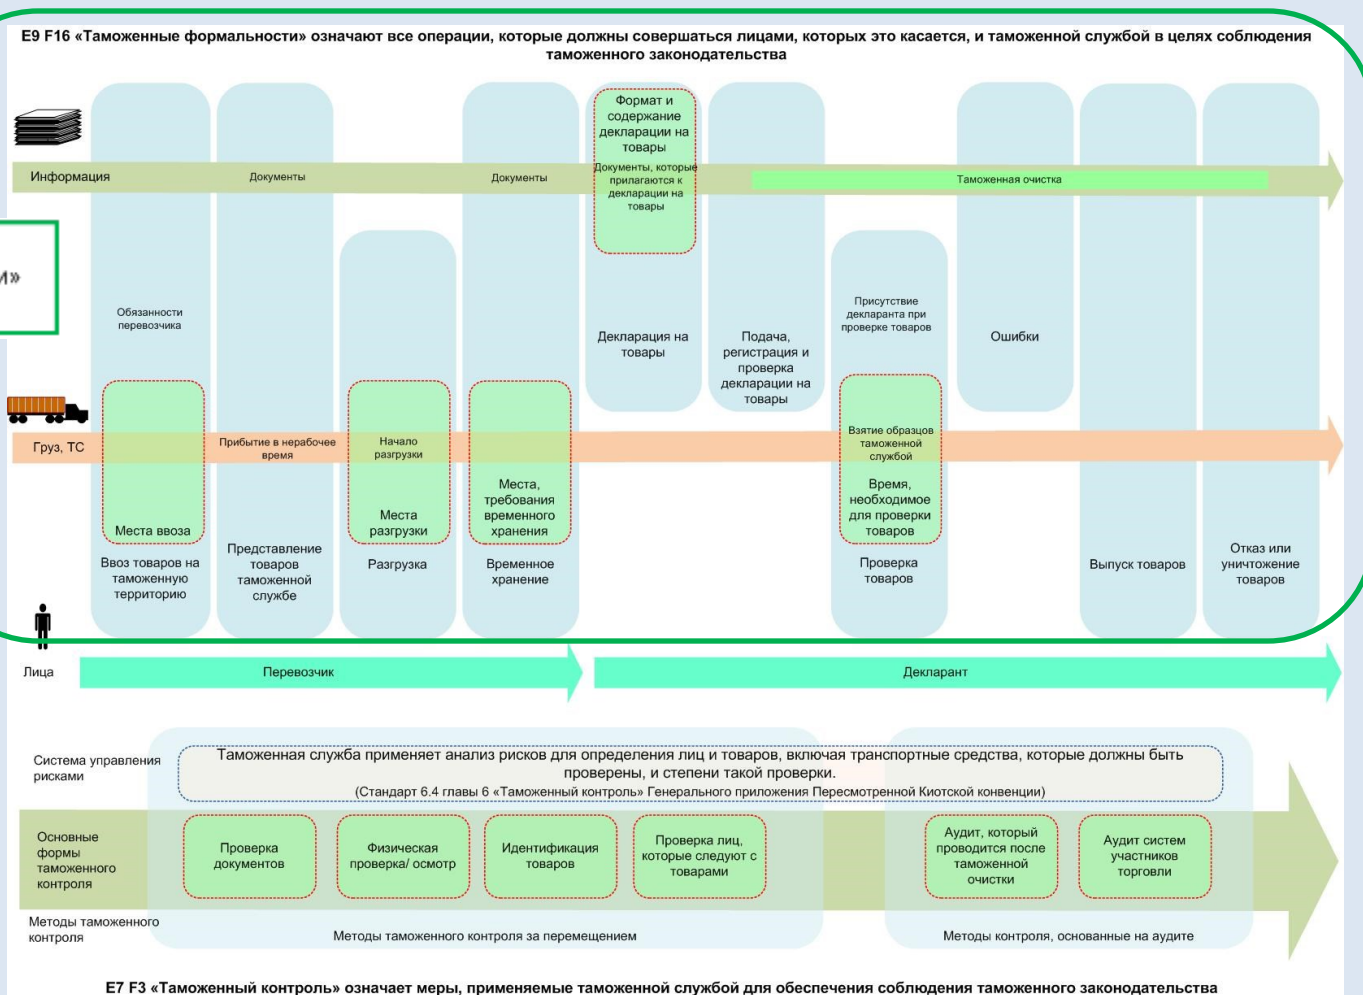 E9 F16 «Таможенные формальности» означают все операции, которые должны совершаться лицами, которых это касается, и таможенной службой в целях соблюдения
таможенного законодательства
Формат и
содержание
декларации на
товары
Информация
Документы
Документы
Документы, которые
прилагаются к
декларации на
товары
Таможенная очистка
и»
Обязанности
перевозчика
Декларация на
товары
Подача,
регистрация и
проверка
декларации на
товары
Присутствие
декларанта при
проверке товаров
Ошибки
Груз, ТС
Прибытие в нерабочее
время
Начало
разгрузки
Взятие образцов
таможенной
службой
Места ввоза
Места
разгрузки
Места,
требования
временного
хранения
Время,
необходимое
для проверки
товаров
Ввоз товаров на
таможенную
территорию
Представление
товаров
таможенной
службе
Разгрузка
Временное
хранение
Проверка
товаров
Выпуск товаров
Отказ или
уничтожение
товаров
Лица
Перевозчик
Декларант
Система управления
рисками
Таможенная служба применяет анализ рисков для определения лиц и товаров, включая транспортные средства, которые должны быть
проверены, и степени такой проверки.
(Стандарт 6.4 главы 6 «Таможенный контроль» Генерального приложения Пересмотренной Киотской конвенции)
Основные
формы
таможенного
контроля
Проверка
документов
Физическая
проверка/ осмотр
Идентификация
товаров
Проверка лиц,
которые следуют с
товарами
Аудит, который
проводится после
таможенной
очистки
Аудит систем
участников
торговли
Методы таможенного
контроля
Методы таможенного контроля за перемещением
Методы контроля, основанные на аудите
E7 F3 «Таможенный контроль» означает меры, применяемые таможенной службой для обеспечения соблюдения таможенного законодательства